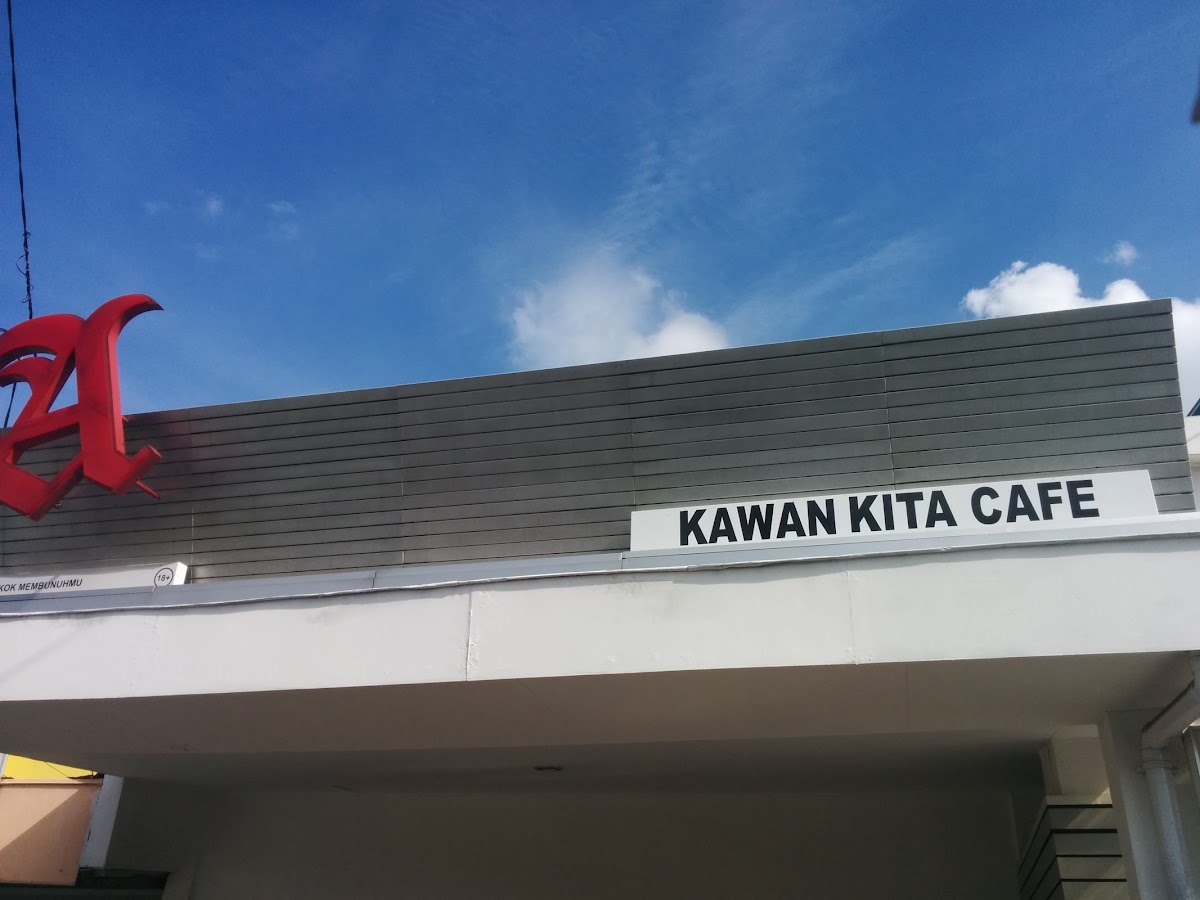 A
KAWAN KITA CAFE
KOK MEMBUNUHMU 18+